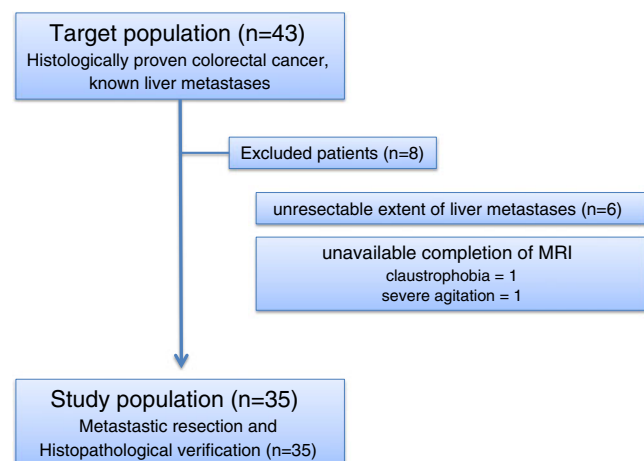 Target population (n=43)
Histologically proven colorectal cancer,
known liver metastases
Excluded patients (n=8)
unresectable extent of liver metastases (n=6)
unavailable completion of MRI
claustrophobia = 1
severe agitation = 1
Study population (n=35)
Metastastic resection and
Histopathological verification (n=35)